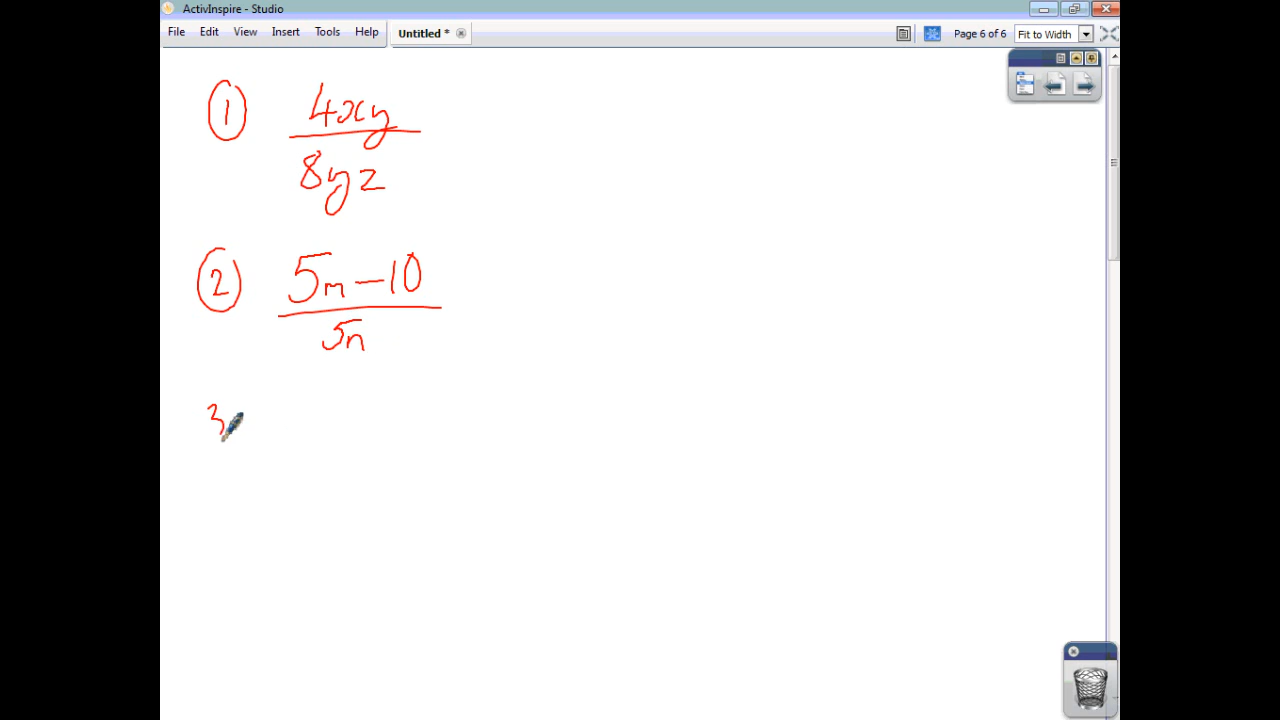 ActivInspire - Studio
File Edit View Insert Tools Help Untitled * Page 6 of 6 Fit to Width
① 4xy
8yz
② 5m - 10
5n
3